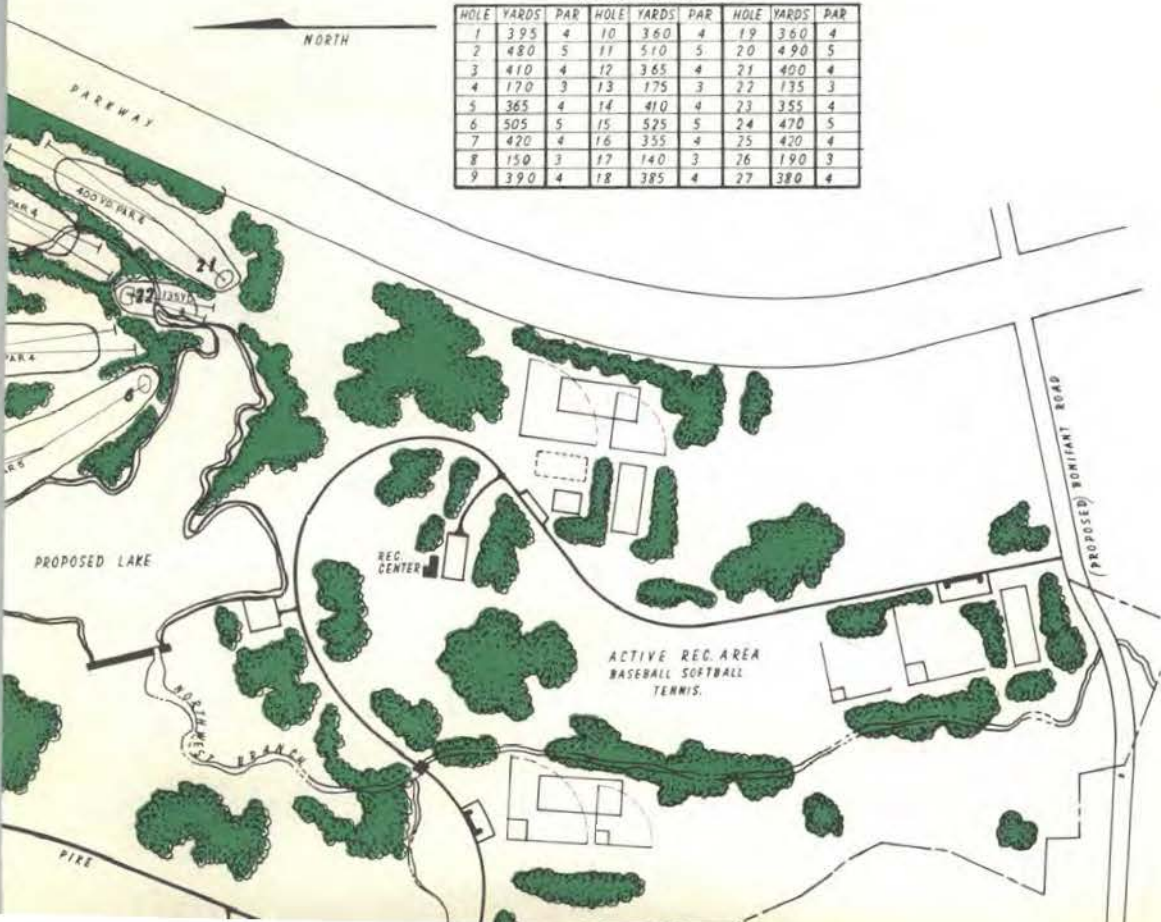 NORTH
HOLE YARDS PAR HOLE YARDS PAR HOLE YARDS PAR
1 395 4 10 360 4 19 360 4
2 480 5 11 510 5 20 490 5
3 410 4 12 365 4 21 400 4
4 170 3 13 175 3 22 135 3
5 365 4 14 410 4 23 355 4
6 505 5 15 525 5 24 470 5
7 420 4 16 355 4 25 420 4
8 150 3 17 140 3 26 190 3
9 390 4 18 385 4 27 380 4
PARKWAY
PAR 4
400 YD. PAR 4
21
22 135 Y
PAR 4
6
AR 5
(PROPOSED) BONIFANT ROAD
PROPOSED LAKE
REC.
CENTER
ACTIVE REC. AREA
BASEBALL SOFTBALL
TENNIS.
NORTHWEST BRANCH
PIKE